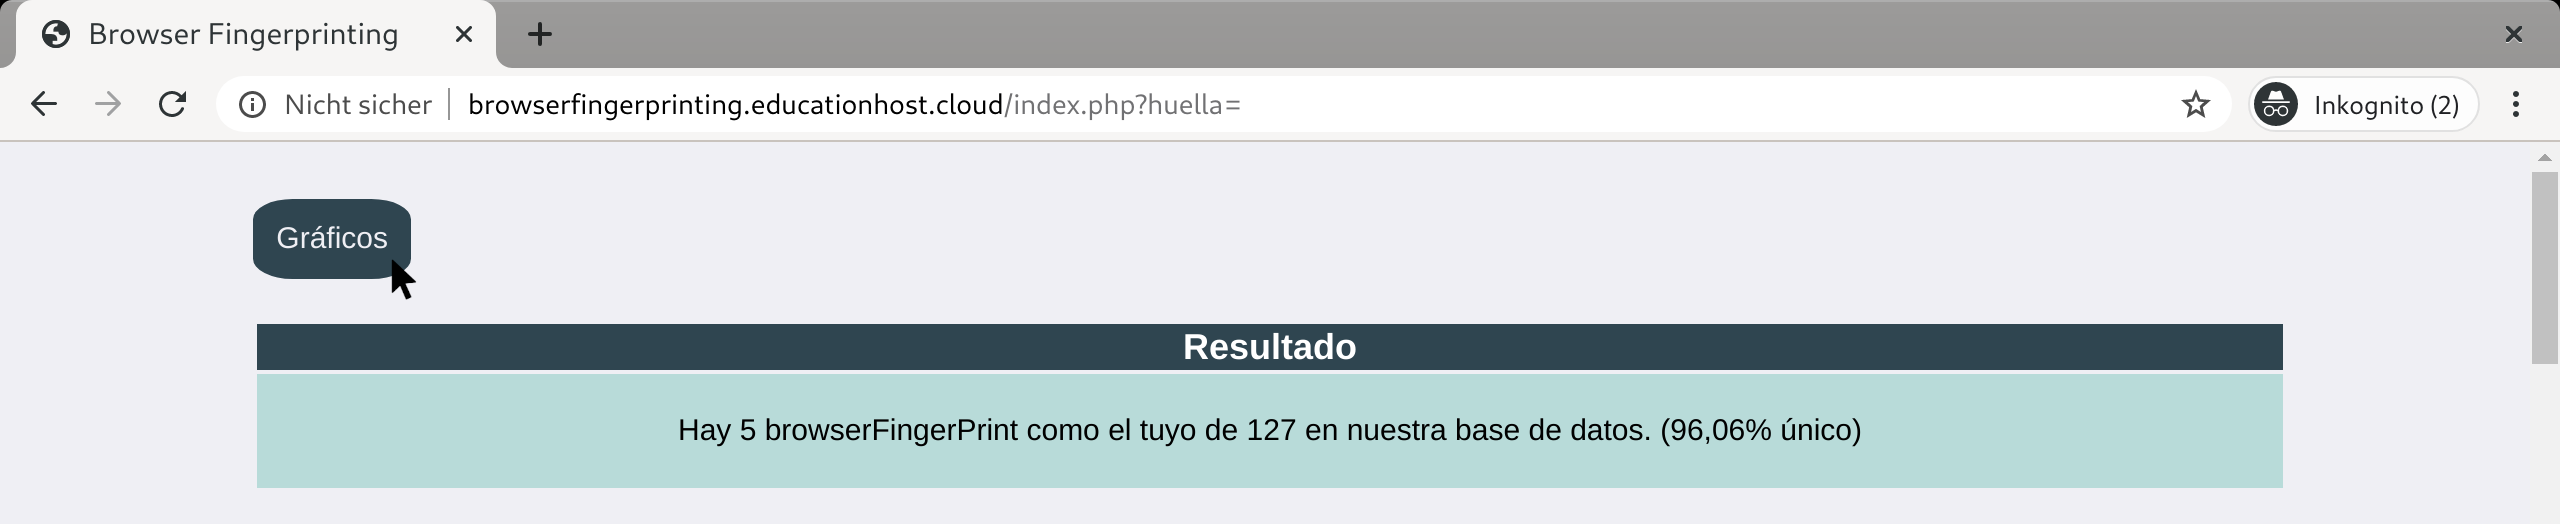 Browser Fingerprinting
Nicht sicher browserfingerprinting.educationhost.cloud/index.php?huella= Inkognito (2)
Gráficos
Resultado
Hay 5 browserFingerPrint como el tuyo de 127 en nuestra base de datos. (96,06% único)